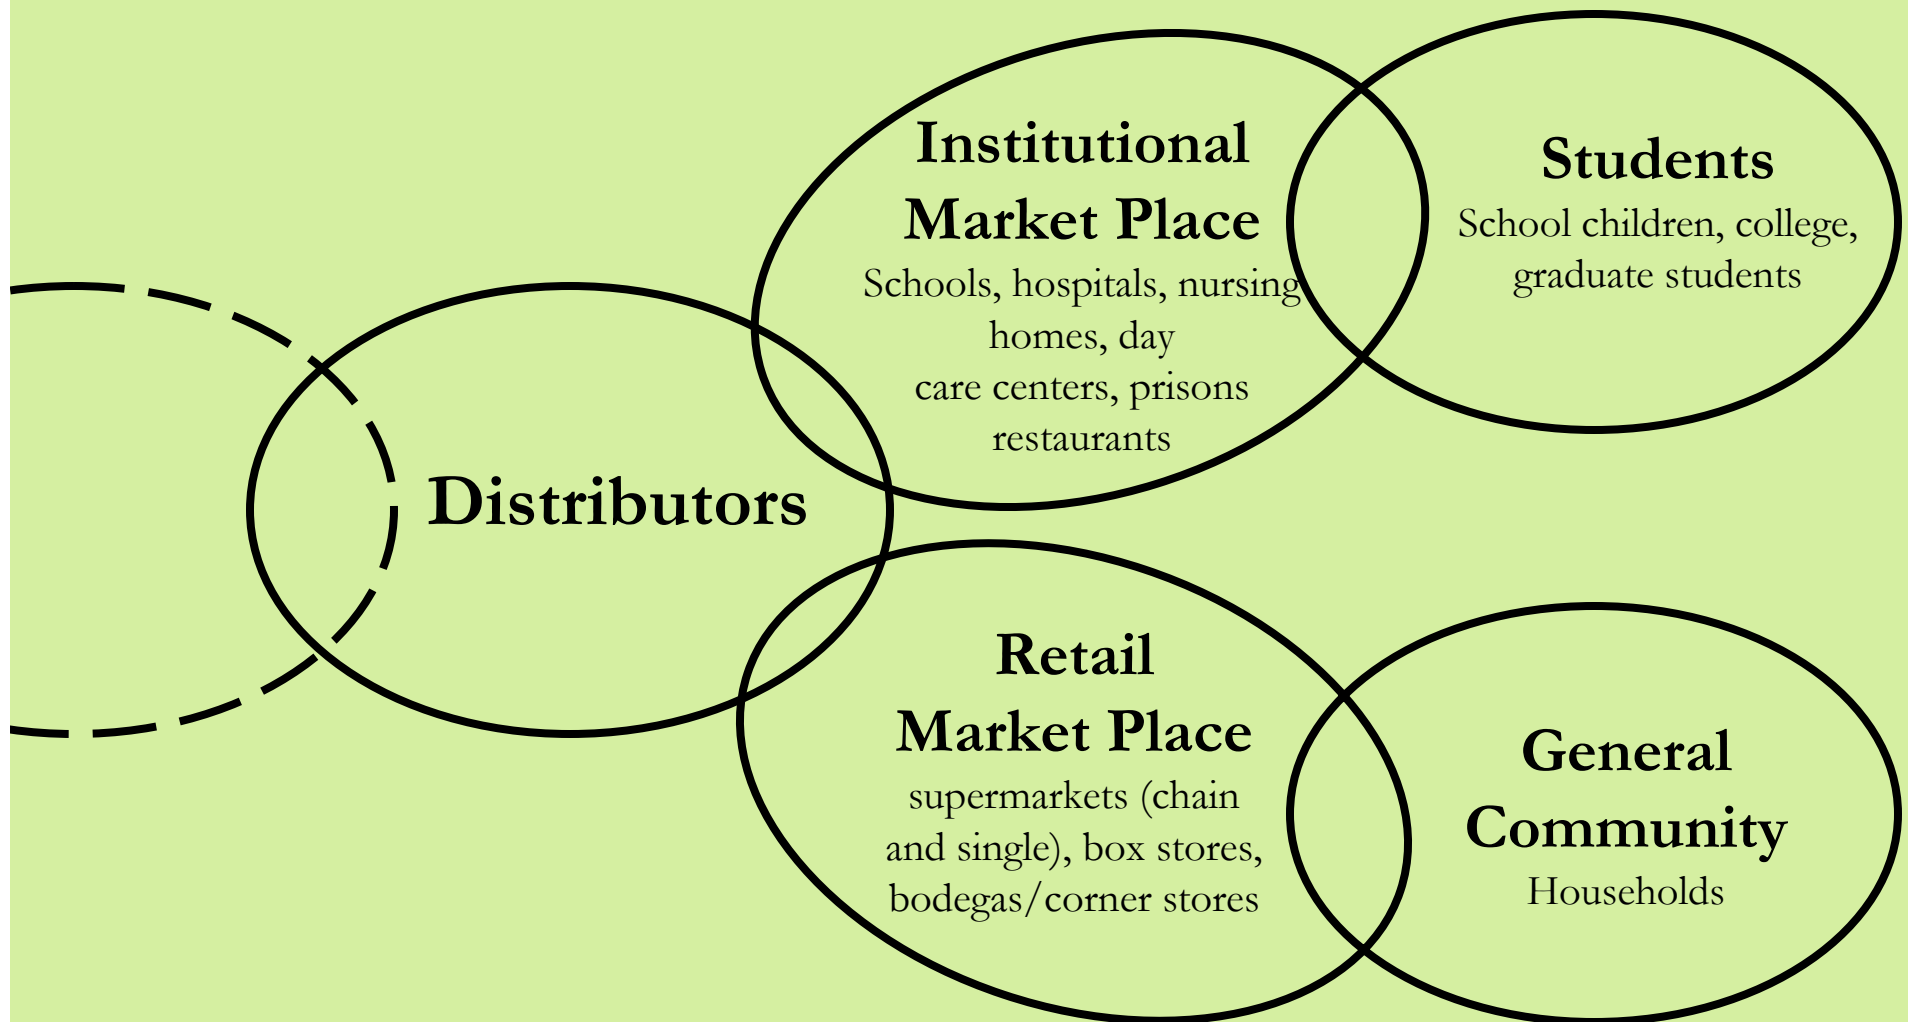 Institutional
Market Place
Schools, hospitals, nursing
homes, day
care centers, prisons
restaurants
Students
School children, college,
graduate students
Distributors
Retail
Market Place
supermarkets (chain
and single), box stores,
bodegas/corner stores
General
Community
Households